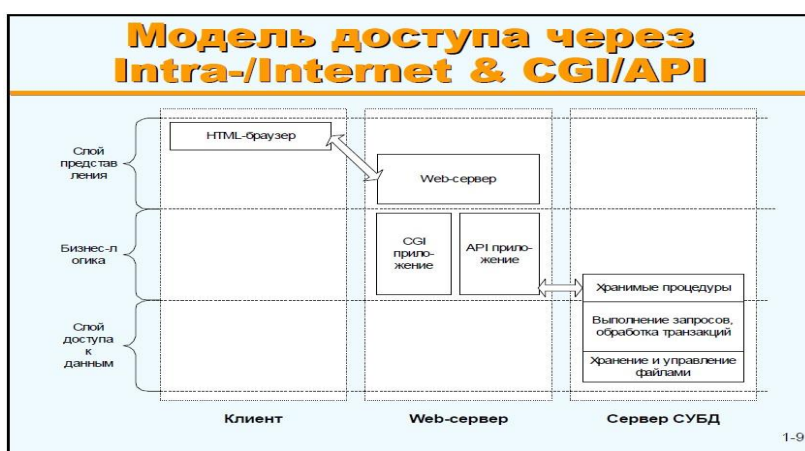 Модель доступа через
Intra-/Internet & CGI/API
Слой
представ
ления
HTML-браузер
Web-сервер
Бизнес-л
огика
CGI
прило-
жение
API прило-
жение
Хранимые процедуры
Слой
доступа
к
данным
Выполнение запросов,
обработка транзакций
Хранение и управление
файлами
Клиент
Web-сервер
Сервер СУБД
1-9